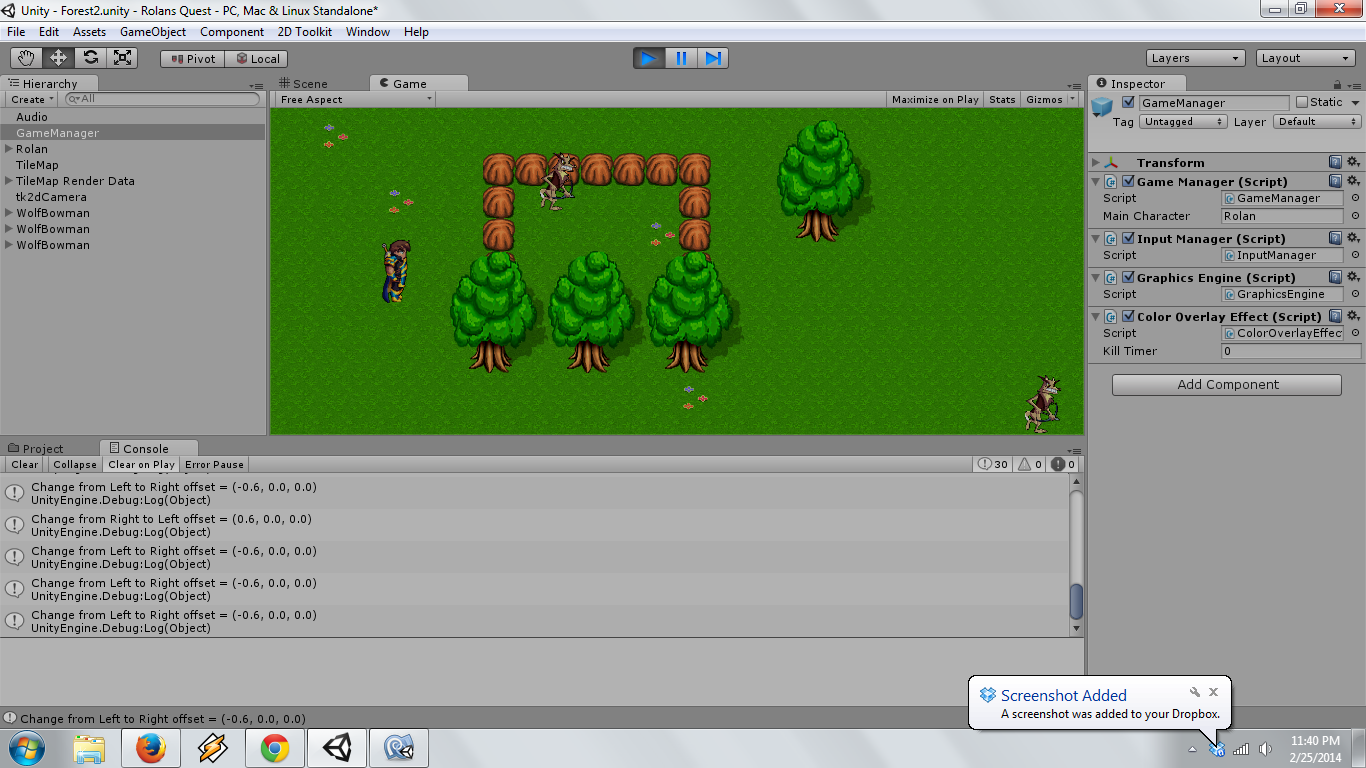 Unity - Forest2.unity - Rolans Quest - PC, Mac & Linux Standalone*
File Edit Assets GameObject Component 2D Toolkit Window Help
Pivot Local Layers Layout
Hierarchy
Create All
Audio
GameManager
Rolan
TileMap
TileMap Render Data
tk2dCamera
WolfBowman
WolfBowman
WolfBowman
Scene Game
Free Aspect Maximize on Play Stats Gizmos
Inspector
GameManager Static
Tag Untagged Layer Default
Transform
Game Manager (Script)
Script GameManager
Main Character Rolan
Input Manager (Script)
Script InputManager
Graphics Engine (Script)
Script GraphicsEngine
Color Overlay Effect (Script)
Script ColorOverlayEffec
Kill Timer 0
Add Component
Project Console
Clear Collapse Clear on Play Error Pause 30 0 0
Change from Left to Right offset = (-0.6, 0.0, 0.0)
UnityEngine.Debug:Log(Object)
Change from Right to Left offset = (0.6, 0.0, 0.0)
UnityEngine.Debug:Log(Object)
Change from Left to Right offset = (-0.6, 0.0, 0.0)
UnityEngine.Debug:Log(Object)
Change from Left to Right offset = (-0.6, 0.0, 0.0)
UnityEngine.Debug:Log(Object)
Change from Left to Right offset = (-0.6, 0.0, 0.0)
UnityEngine.Debug:Log(Object)
Change from Left to Right offset = (-0.6, 0.0, 0.0)
Screenshot Added
A screenshot was added to your Dropbox.
11:40 PM
2/25/2014